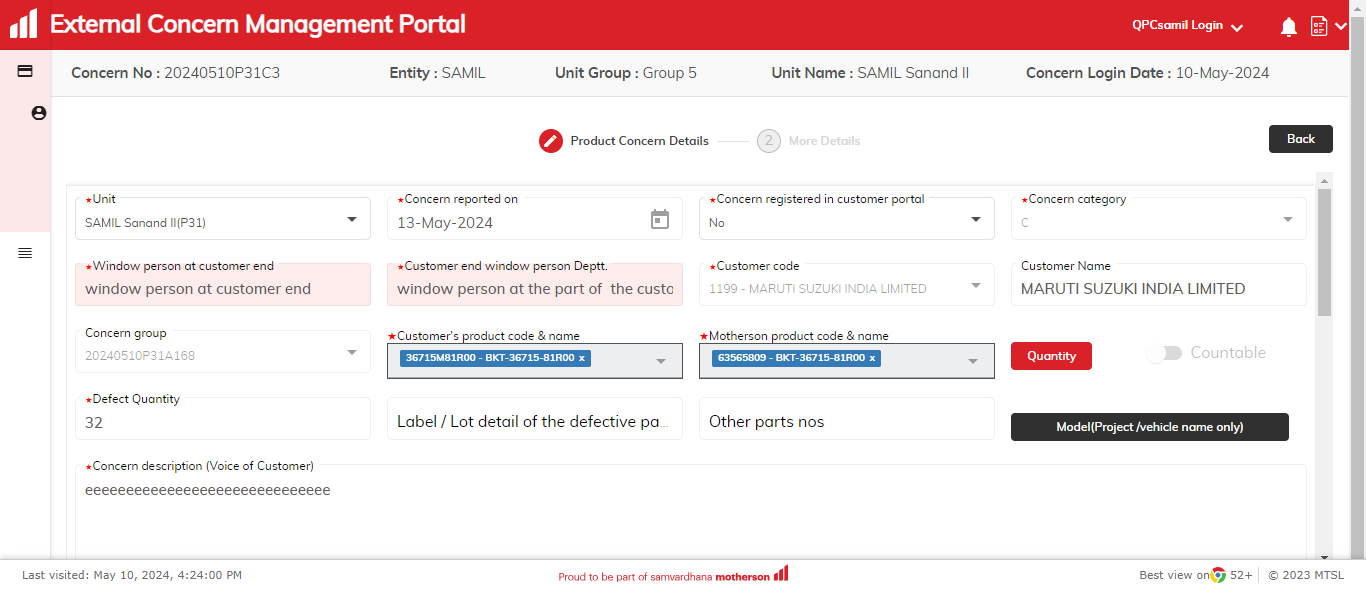 External Concern Management Portal
QPCsamil Login
Concern No : 20240510P31C3 Entity : SAMIL Unit Group : Group 5 Unit Name : SAMIL Sanand II Concern Login Date : 10-May-2024
Product Concern Details 2 More Details
Back
*Unit *Concern reported on *Concern registered in customer portal *Concern category
SAMIL Sanand II(P31) 13-May-2024 No C
*Window person at customer end *Customer end window person Deptt. *Customer code Customer Name
window person at customer end window person at the part of the custo 1199 - MARUTI SUZUKI INDIA LIMITED MARUTI SUZUKI INDIA LIMITED
Concern group *Customer's product code & name *Motherson product code & name
20240510P31A168 36715M81R00 - BKT-36715-81R00 x 63565809 - BKT-36715-81R00 x Quantity Countable
*Defect Quantity
32 Label / Lot detail of the defective pa... Other parts nos Model(Project /vehicle name only)
*Concern description (Voice of Customer)
eeeeeeeeeeeeeeeeeeeeeeeeeeeeee
Last visited: May 10, 2024, 4:24:00 PM Proud to be part of samvardhana motherson Best view on 52+ © 2023 MTSL